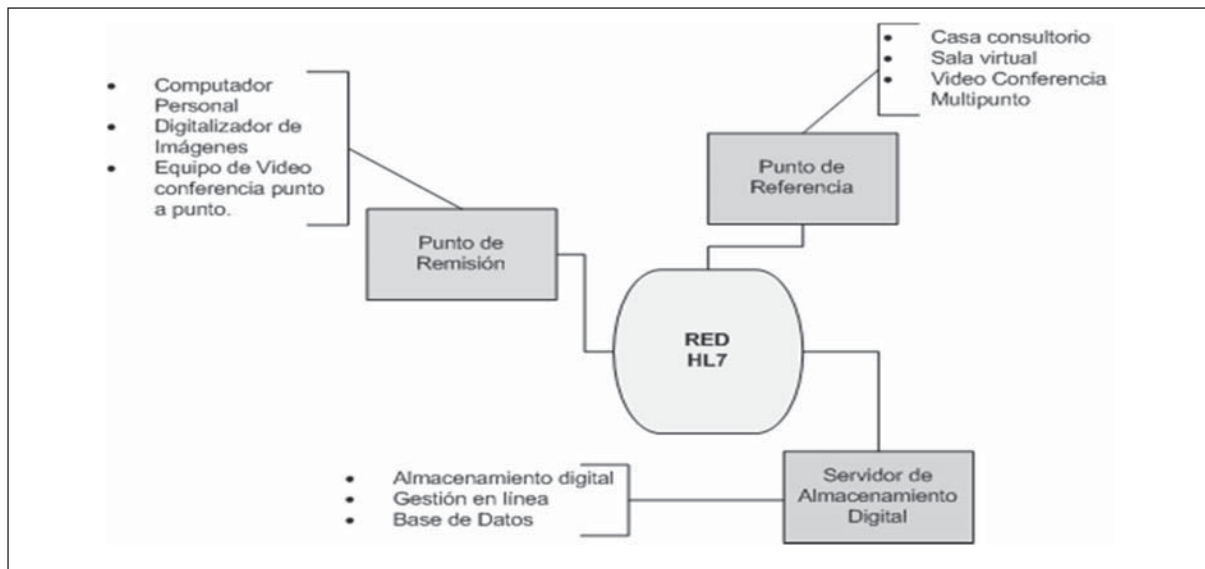 • Computador
Personal
• Digitalizador de
Imágenes
• Equipo de Video
conferencia punto
a punto.
Punto de
Remisión
• Casa consultorio
• Sala virtual
• Video Conferencia
Multipunto
Punto de
Referencia
RED
HL7
• Almacenamiento digital
• Gestión en línea
• Base de Datos
Servidor de
Almacenamiento
Digital